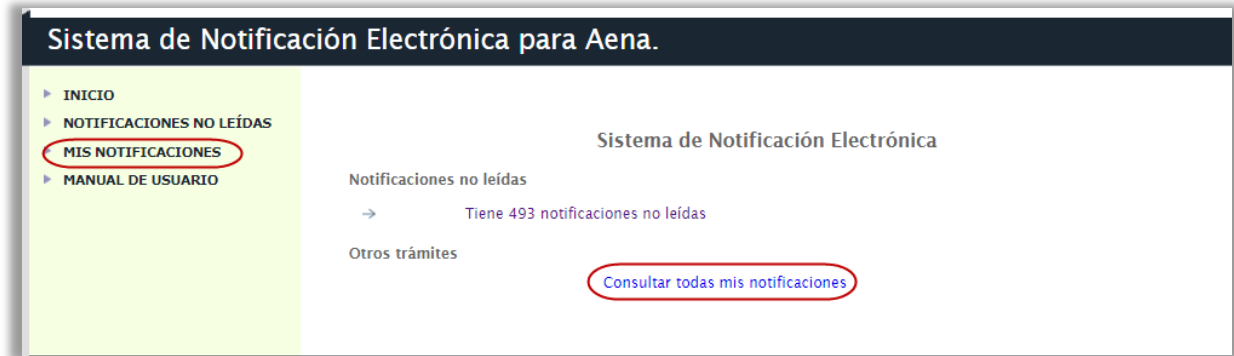 Sistema de Notificación Electrónica para Aena.
INICIO
NOTIFICACIONES NO LEÍDAS
MIS NOTIFICACIONES
MANUAL DE USUARIO
Sistema de Notificación Electrónica
Notificaciones no leídas
Tiene 493 notificaciones no leídas
Otros trámites
Consultar todas mis notificaciones